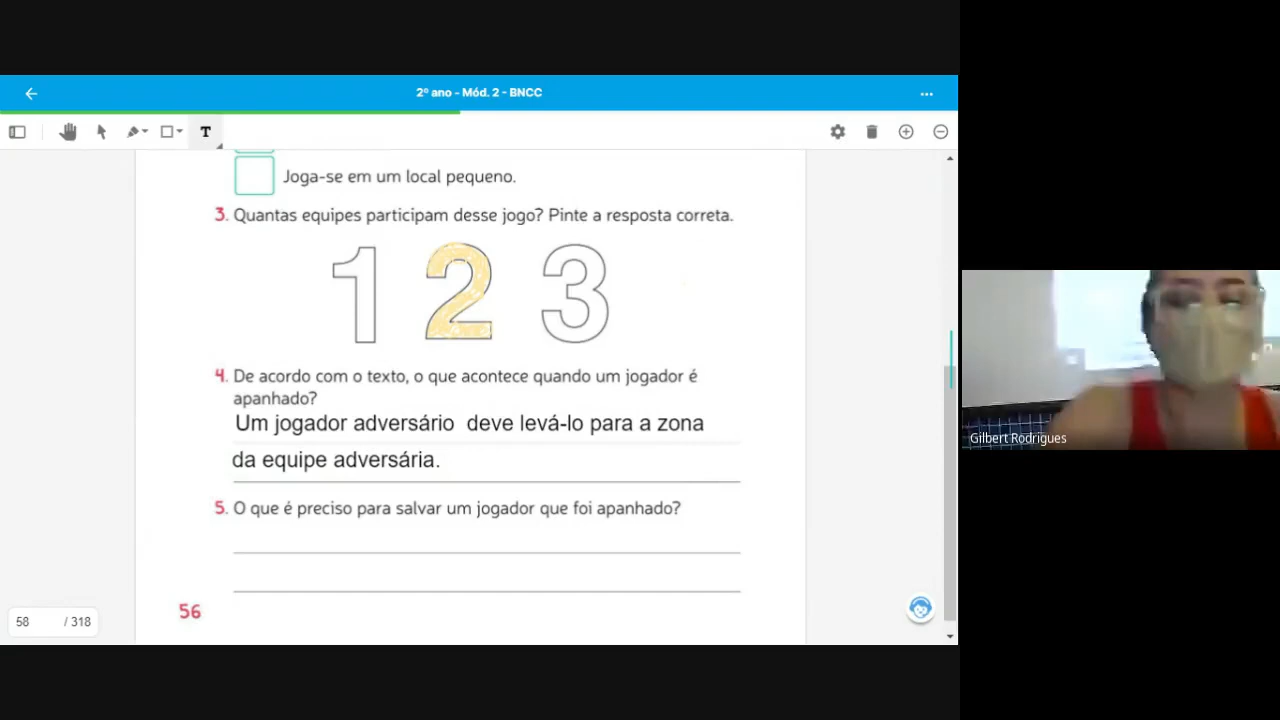 2º ano - Mód. 2 - BNCC
T
Joga-se em um local pequeno.
3. Quantas equipes participam desse jogo? Pinte a resposta correta.
1 2 3
4. De acordo com o texto, o que acontece quando um jogador é
apanhado?
Um jogador adversário deve levá-lo para a zona
da equipe adversária.
5. O que é preciso para salvar um jogador que foi apanhado?
56
58 / 318
Gilbert Rodrigues